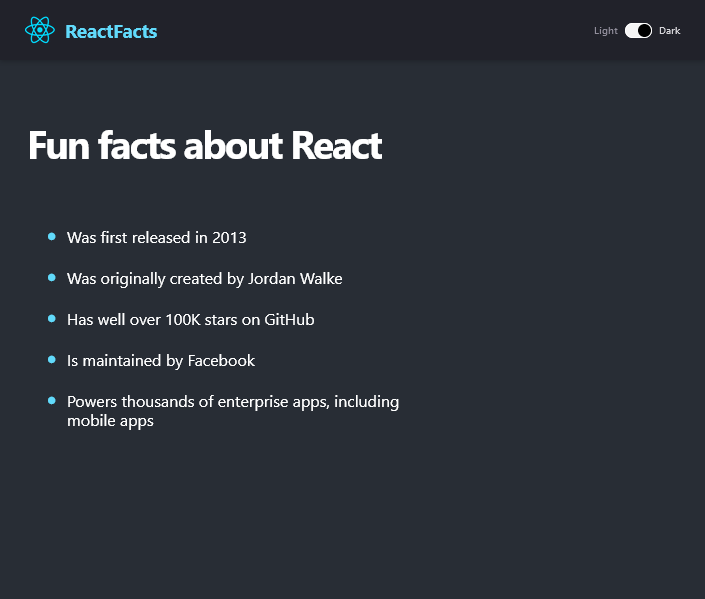 ReactFacts
Light Dark
Fun facts about React
Was first released in 2013
Was originally created by Jordan Walke
Has well over 100K stars on GitHub
Is maintained by Facebook
Powers thousands of enterprise apps, including
mobile apps